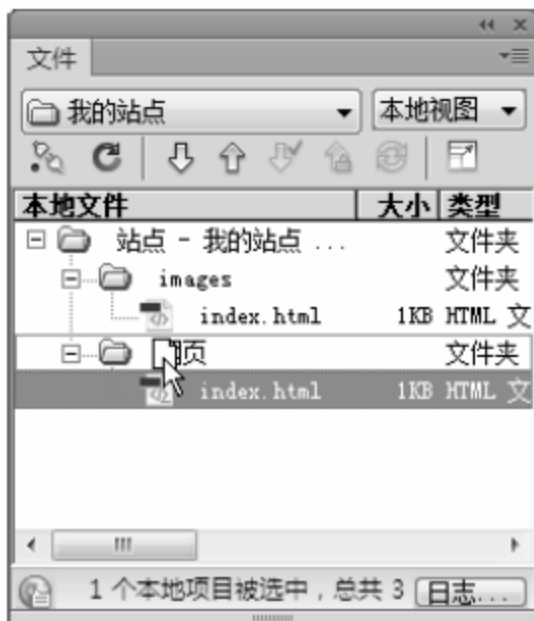 文件
我的站点 本地视图
本地文件 大小 类型
站点 - 我的站点 ... 文件夹
images 文件夹
index.html 1KB HTML 文
页 文件夹
index.html 1KB HTML 文
1 个本地项目被选中,总共 3 日志...